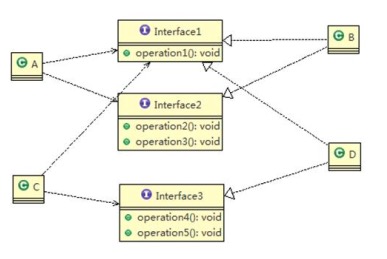 I Interface1
operation1(): void
C A
C B
I Interface2
operation2(): void
operation3(): void
C D
C C
I Interface3
operation4(): void
operation5(): void